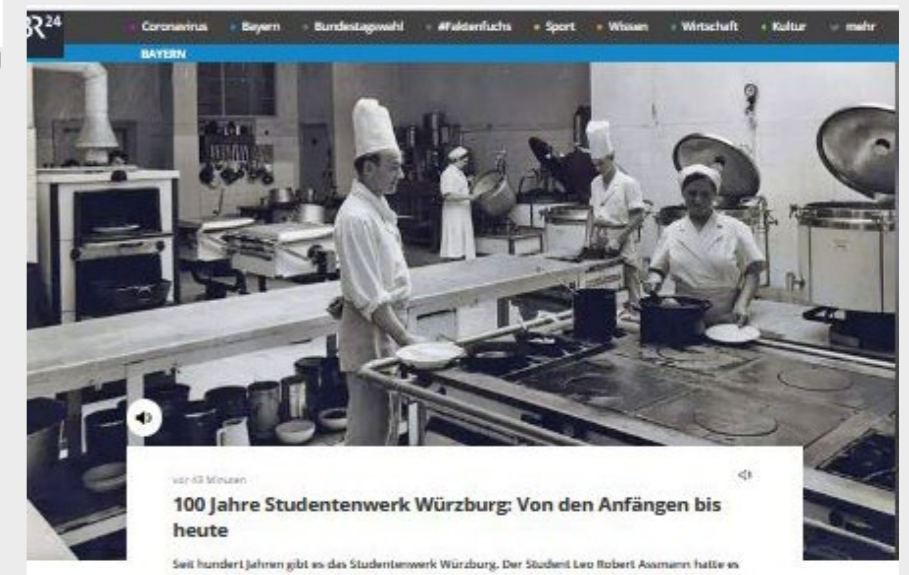 BR24
Coronavirus Bayern Bundestagswahl #Faktenfuchs Sport Wissen Wirtschaft Kultur mehr
BAYERN
vor 43 Minuten
100 Jahre Studentenwerk Würzburg: Von den Anfängen bis
heute
Seit hundert Jahren gibt es das Studentenwerk Würzburg. Der Student Leo Robert Assmann hatte es